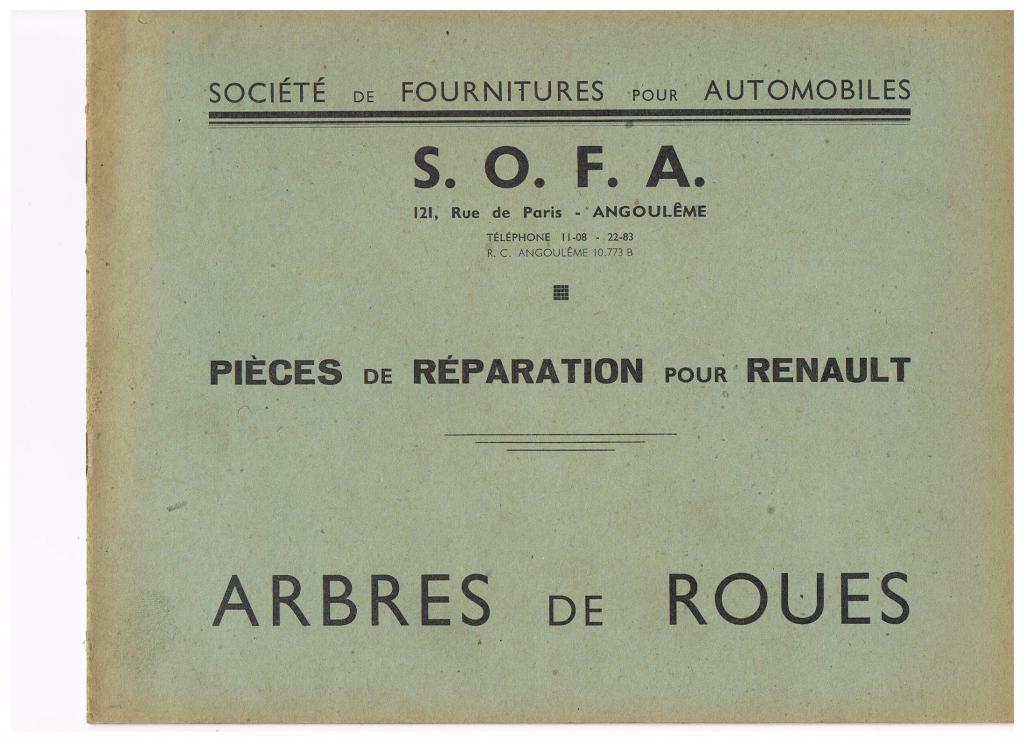 SOCIÉTÉ DE FOURNITURES POUR AUTOMOBILES
S. O. F. A.
121, Rue de Paris - ANGOULÊME
TÉLÉPHONE 11-08 - 22-83
R. C. ANGOULÊME 10.773 B
PIÈCES DE RÉPARATION POUR RENAULT
ARBRES DE ROUES